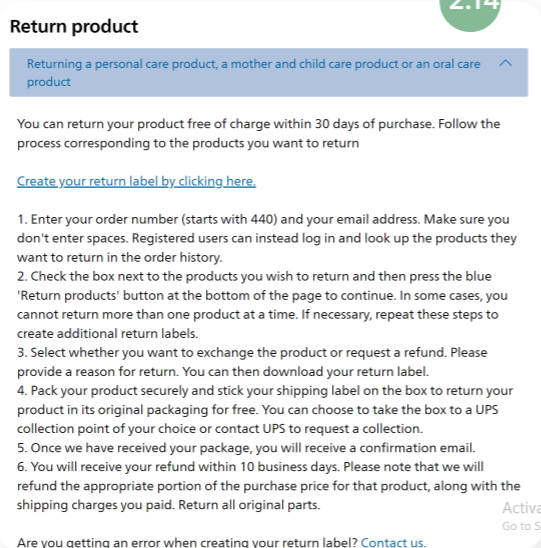 2.14
Return product
Returning a personal care product, a mother and child care product or an oral care
product
You can return your product free of charge within 30 days of purchase. Follow the
process corresponding to the products you want to return
Create your return label by clicking here.
1. Enter your order number (starts with 440) and your email address. Make sure you
don't enter spaces. Registered users can instead log in and look up the products they
want to return in the order history.
2. Check the box next to the products you wish to return and then press the blue
'Return products' button at the bottom of the page to continue. In some cases, you
cannot return more than one product at a time. If necessary, repeat these steps to
create additional return labels.
3. Select whether you want to exchange the product or request a refund. Please
provide a reason for return. You can then download your return label.
4. Pack your product securely and stick your shipping label on the box to return your
product in its original packaging for free. You can choose to take the box to a UPS
collection point of your choice or contact UPS to request a collection.
5. Once we have received your package, you will receive a confirmation email.
6. You will receive your refund within 10 business days. Please note that we will
refund the appropriate portion of the purchase price for that product, along with the
shipping charges you paid. Return all original parts.
Activa
Go to S
Are you getting an error when creating your return label? Contact us.